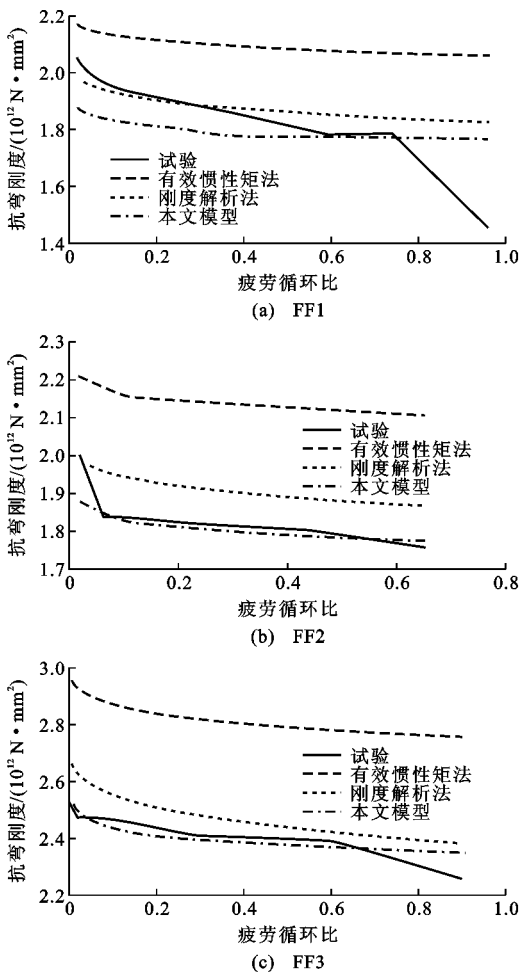 抗弯刚度/(10¹² N·mm²)
2.2
2.0
1.8
1.6
1.4
试验
有效惯性矩法
刚度解析法
本文模型
0 0.2 0.4 0.6 0.8 1.0
疲劳循环比
(a) FF1
抗弯刚度/(10¹² N·mm²)
2.3
2.2
2.1
2.0
1.9
1.8
1.7
试验
有效惯性矩法
刚度解析法
本文模型
0 0.2 0.4 0.6 0.8
疲劳循环比
(b) FF2
抗弯刚度/(10¹² N·mm²)
3.0
2.8
2.6
2.4
2.2
试验
有效惯性矩法
刚度解析法
本文模型
0 0.2 0.4 0.6 0.8 1.0
疲劳循环比
(c) FF3